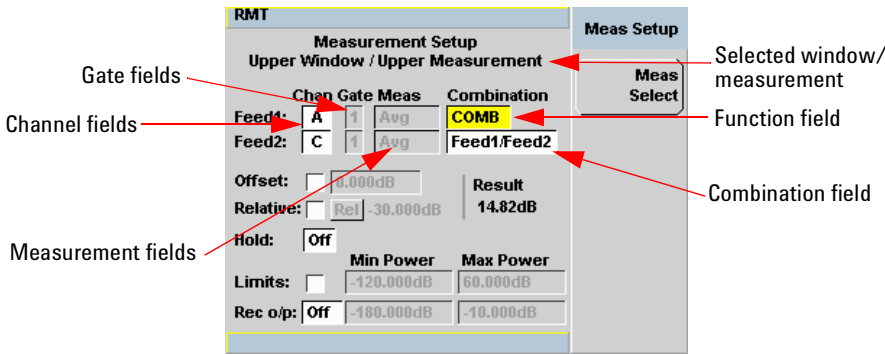 RMT
Meas Setup
Measurement Setup
Upper Window / Upper Measurement
Selected window/
measurement
Meas
Select
Gate fields
Chan Gate Meas Combination
Function field
Channel fields
Feed1: A 1 Avg COMB
Feed2: C 1 Avg Feed1/Feed2
Offset: 0.000dB Result
Combination field
Relative: Rel -30.000dB 14.82dB
Hold: Off
Measurement fields
Min Power Max Power
Limits: -120.000dB 60.000dB
Rec o/p: Off -180.000dB -10.000dB